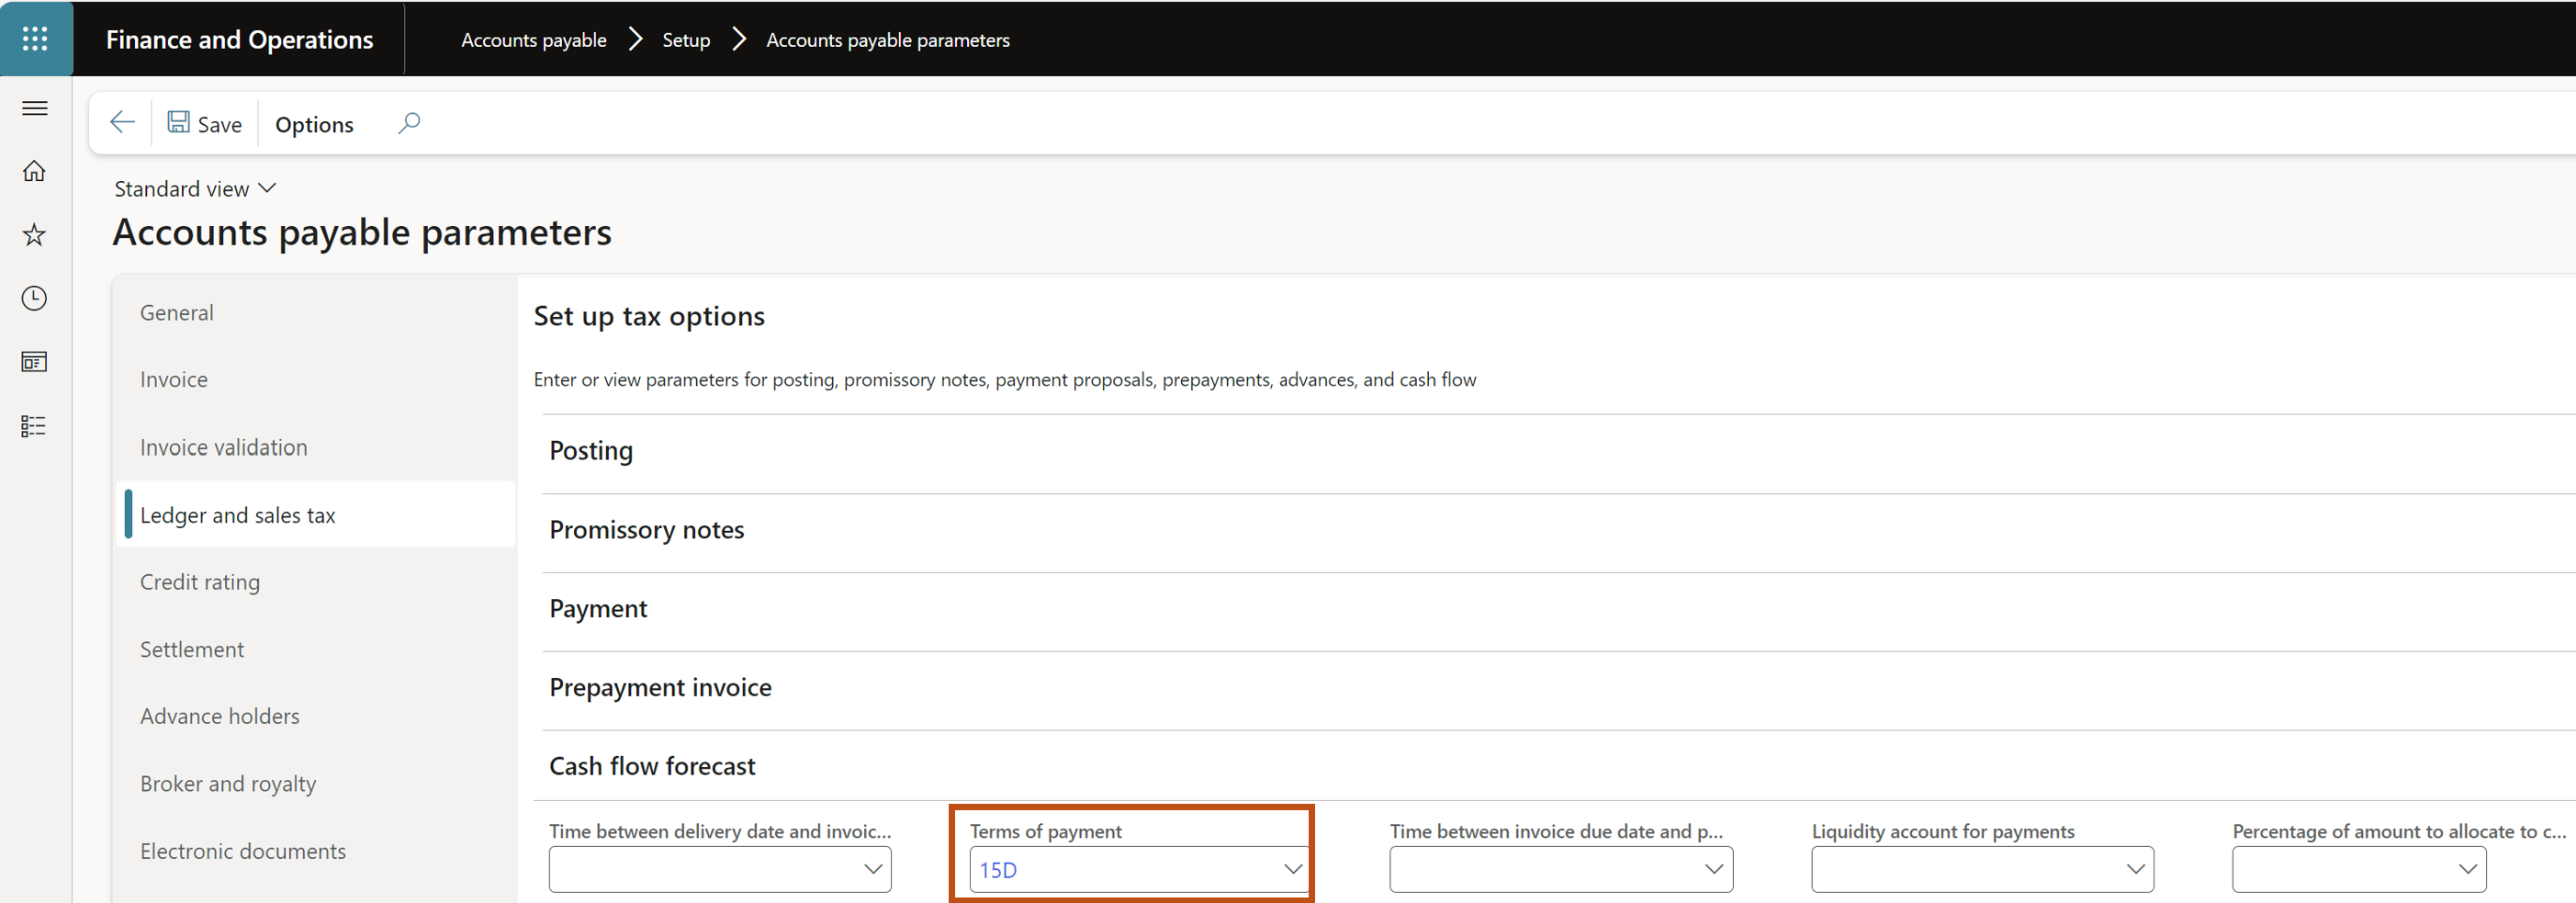 Finance and Operations
Accounts payable > Setup > Accounts payable parameters
Save
Options
Standard view
Accounts payable parameters
General
Invoice
Invoice validation
Ledger and sales tax
Credit rating
Settlement
Advance holders
Broker and royalty
Electronic documents
Set up tax options
Enter or view parameters for posting, promissory notes, payment proposals, prepayments, advances, and cash flow
Posting
Promissory notes
Payment
Prepayment invoice
Cash flow forecast
Time between delivery date and invoic...
Terms of payment
15D
Time between invoice due date and p...
Liquidity account for payments
Percentage of amount to allocate to c...